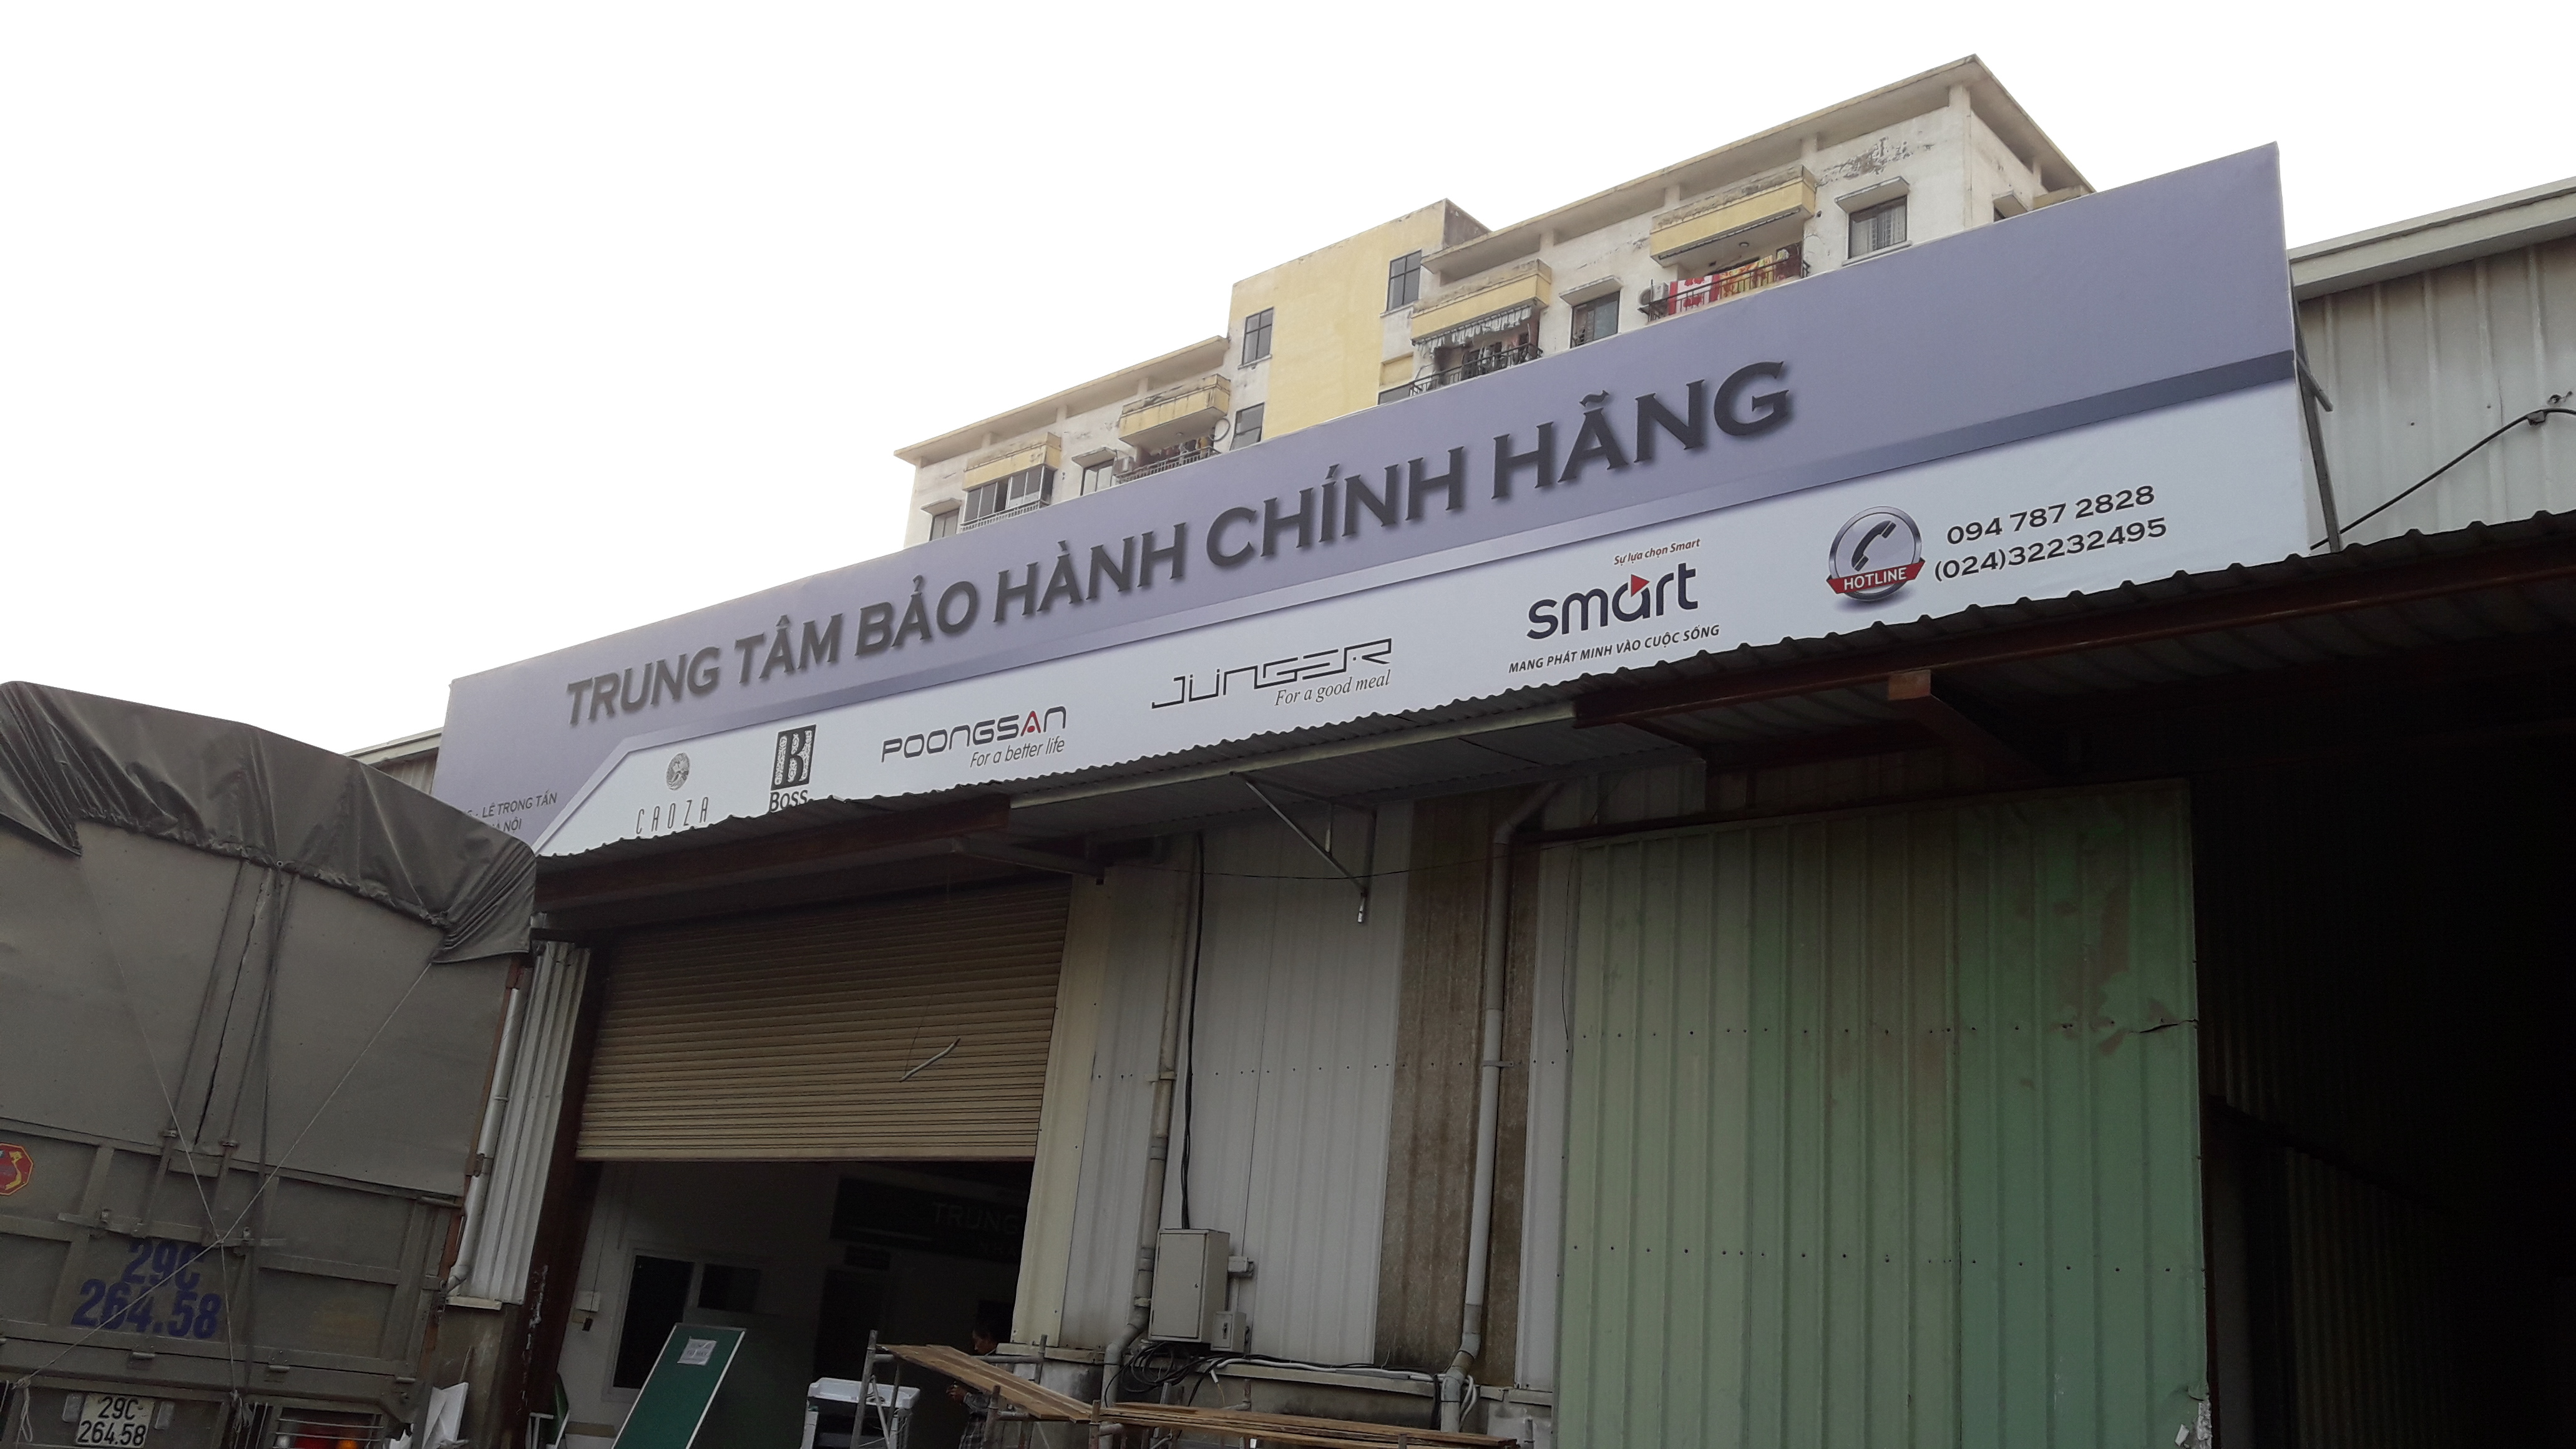 TRUNG TÂM BẢO HÀNH CHÍNH HÃNG
LÊ TRỌNG TẤN
NỘI
CAOZA
B
BOSS
POONGSAN
For a better life
JUNGER
For a good meal
Sự lựa chọn Smart
smart
MANG PHÁT MINH VÀO CUỘC SỐNG
HOTLINE
094 787 2828
(024)32232495
TRUNG
29C
264.58
29C-
264.58